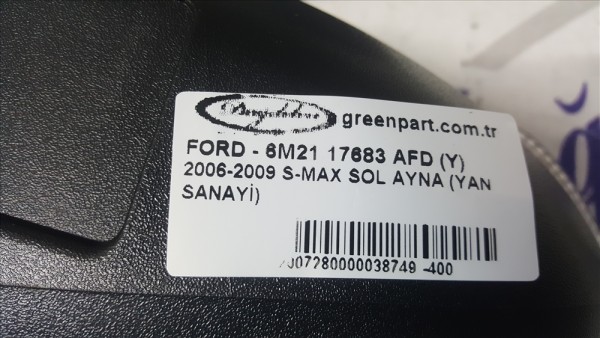 greenpart.com.tr
FORD - 6M21 17683 AFD (Y)
2006-2009 S-MAX SOL AYNA (YAN
SANAYİ)
007280000038749 -400